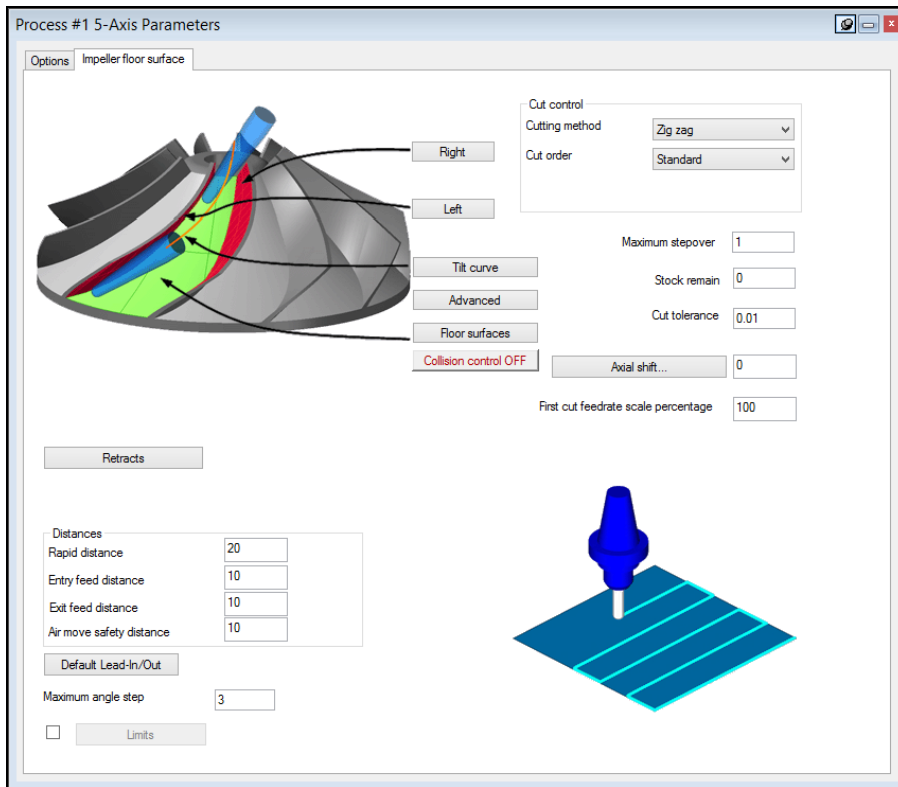 Process #1 5-Axis Parameters
Options
Impeller floor surface
Right
Left
Tilt curve
Advanced
Floor surfaces
Collision control OFF
Cut control
Cutting method
Zig zag
Cut order
Standard
Maximum stepover
1
Stock remain
0
Cut tolerance
0.01
Axial shift...
0
First cut feedrate scale percentage
100
Retracts
Distances
Rapid distance
20
Entry feed distance
10
Exit feed distance
10
Air move safety distance
10
Default Lead-In/Out
Maximum angle step
3
Limits